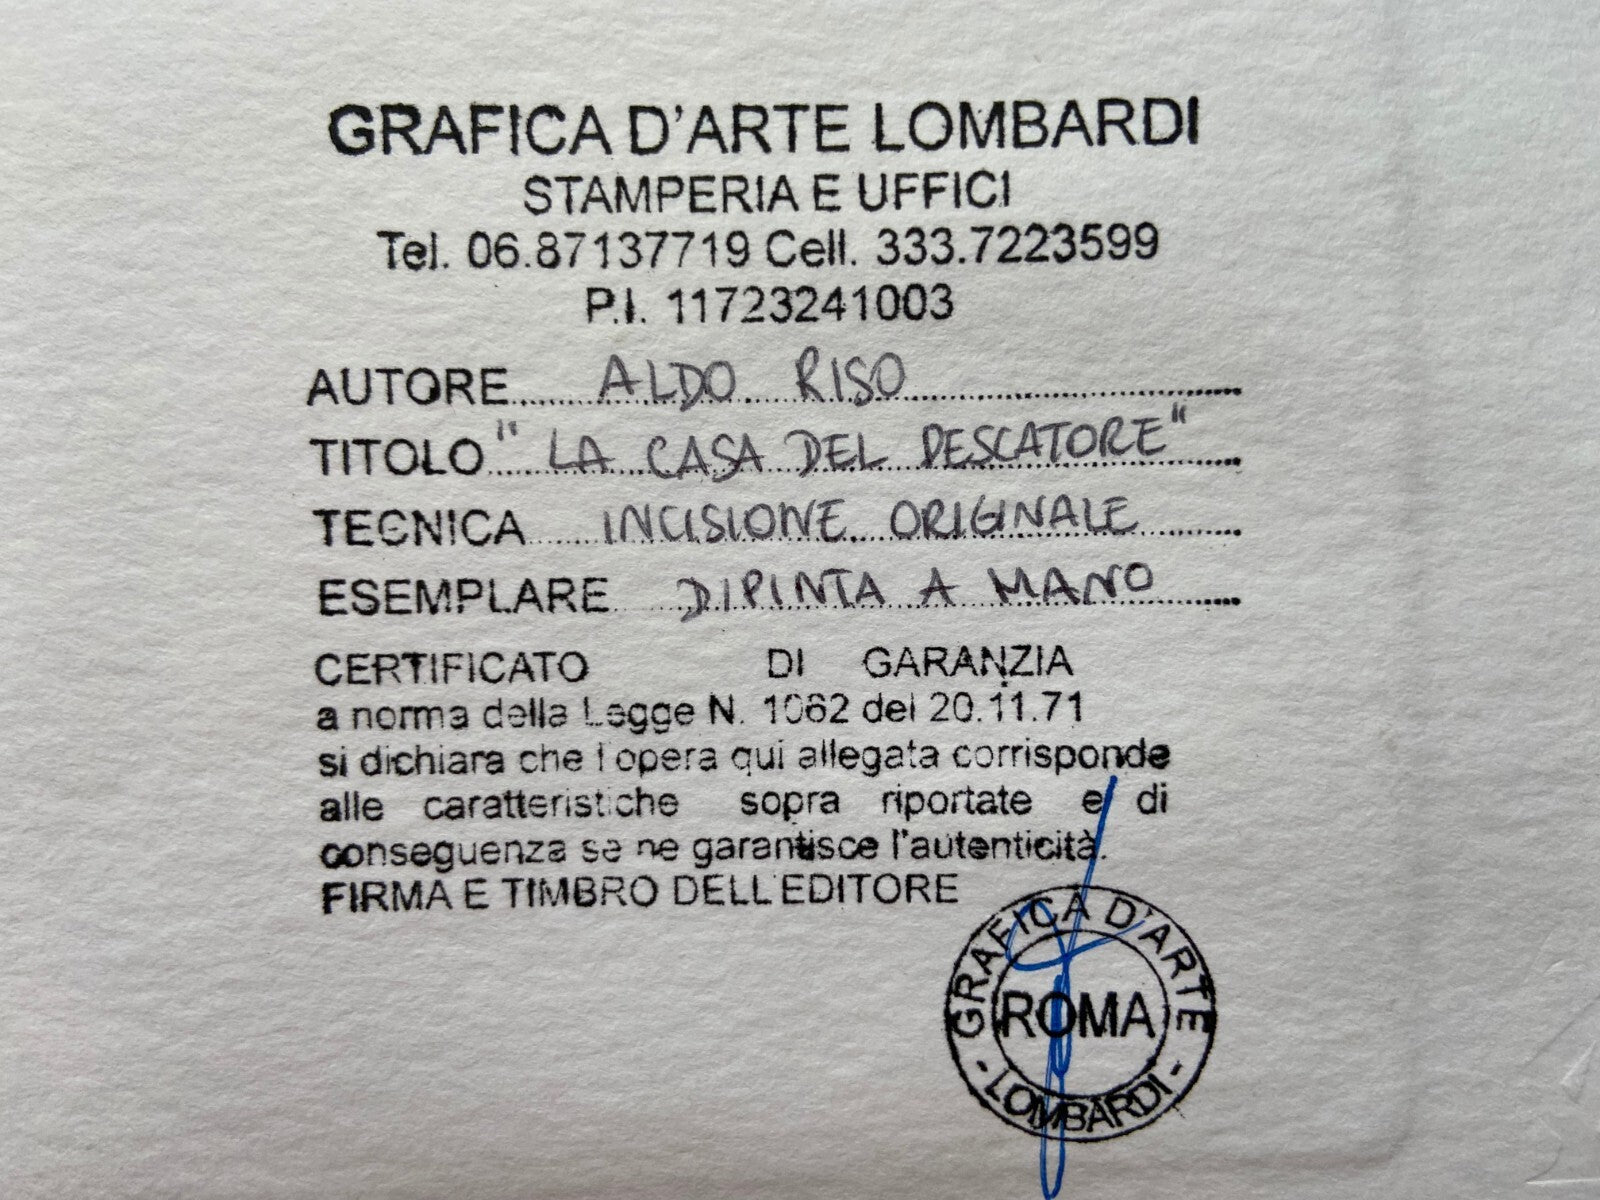 GRAFICA D'ARTE LOMBARDI
STAMPERIA E UFFICI
Tel. 06.87137719 Cell. 333.7223599
P.I. 11723241003
AUTORE ALDO RISO
TITOLO "LA CASA DEL PESCATORE"
TECNICA INCISIONE ORIGINALE
ESEMPLARE DIPINTA A MANO
CERTIFICATO DI GARANZIA
a norma della Legge N. 1062 del 20.11.71
si dichiara che l'opera qui allegata corrisponde
alle caratteristiche sopra riportate e di
conseguenza se ne garantisce l'autenticità.
FIRMA E TIMBRO DELL'EDITORE
GRAFICA D'ARTE
ROMA
- LOMBARDI -